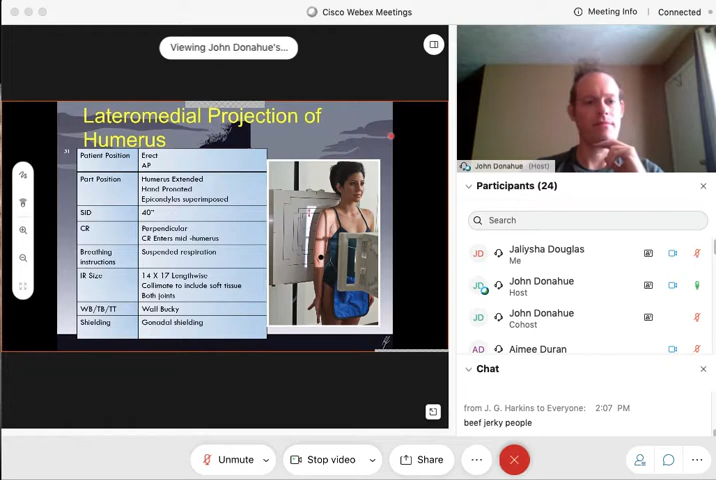 Cisco Webex Meetings
Meeting Info
Connected
Viewing John Donahue's...
Lateromedial Projection of
Humerus
31
Patient Position
Erect
AP
Part Position
Humerus Extended
Hand Pronated
Epicondyles superimposed
SID
40"
CR
Perpendicular
CR Enters mid -humerus
Breathing
instructions
Suspended respiration
IR Size
14 X 17 Lengthwise
Collimate to include soft tissue
Both joints
WB/TB/TT
Wall Bucky
Shielding
Gonadal shielding
John Donahue (Host)
Participants (24)
Search
JD
Jaliysha Douglas
Me
JD
John Donahue
Host
JD
John Donahue
Cohost
AD
Aimee Duran
Chat
from J. G. Harkins to Everyone: 2:07 PM
beef jerky people
Unmute
Stop video
Share